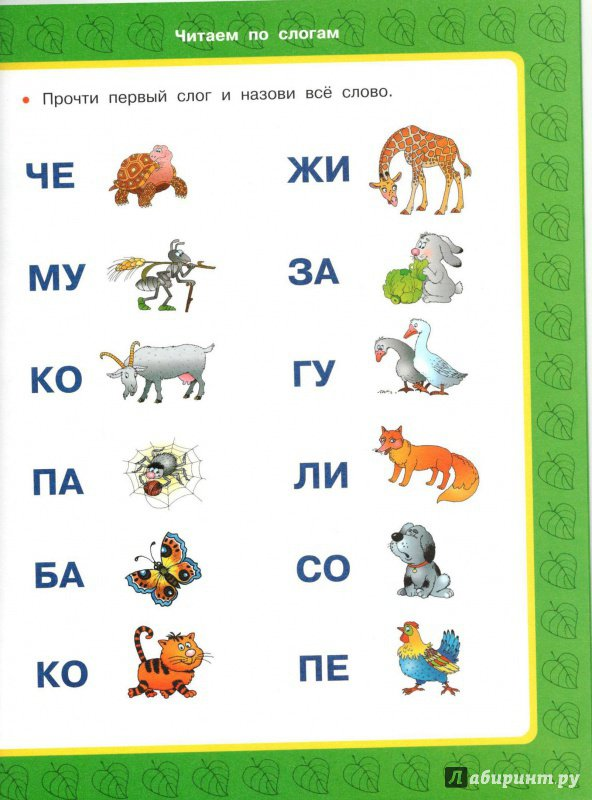 Читаем по слогам
• Прочти первый слог и назови всё слово.
ЧЕ ЖИ
МУ ЗА
КО ГУ
ПА ЛИ
БА СО
КО ПЕ
Лабиринт.ру